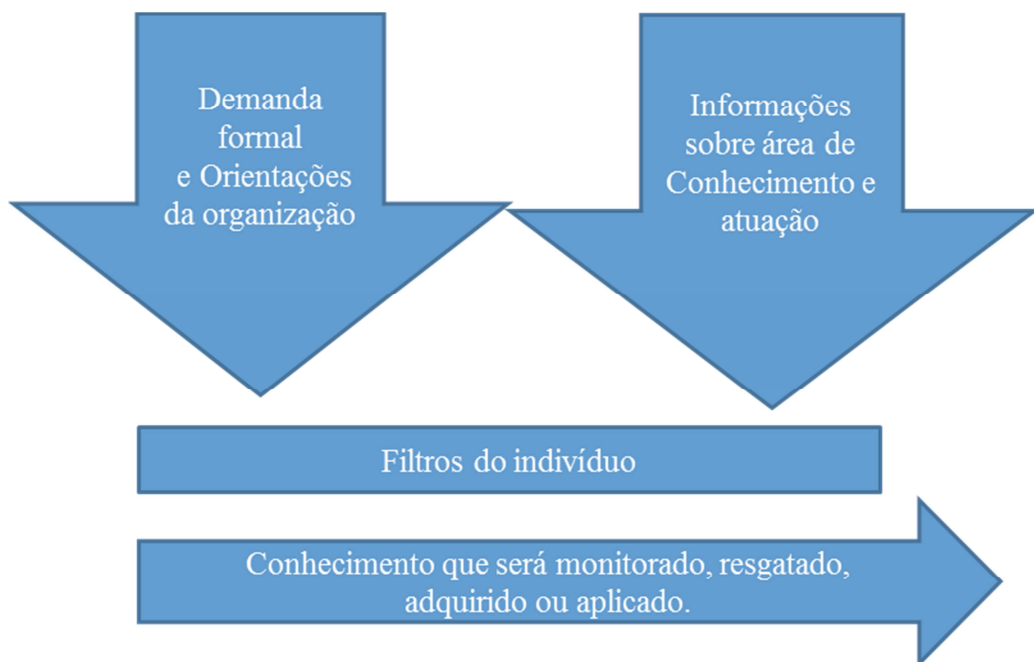 Demanda
formal
e Orientações
da organização
Informações
sobre área de
Conhecimento e
atuação
Filtros do indivíduo
Conhecimento que será monitorado, resgatado,
adquirido ou aplicado.